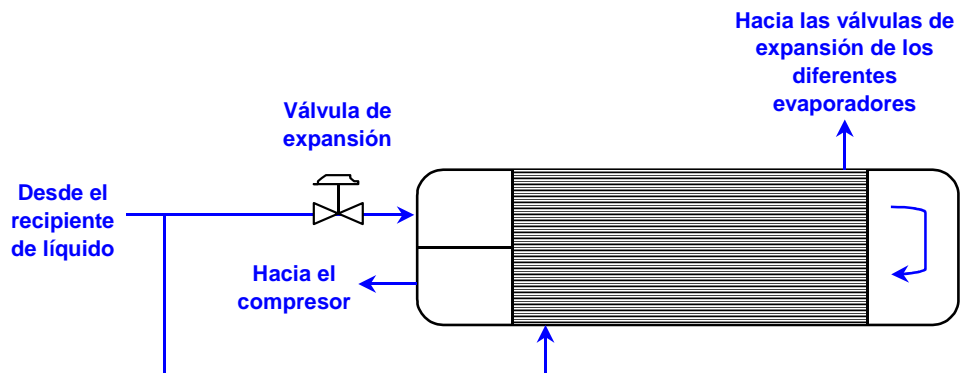 Hacia las válvulas de
expansión de los
diferentes
evaporadores
Válvula de
expansión
Desde el
recipiente
de líquido
Hacia el
compresor